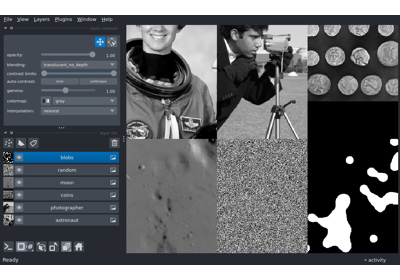 File View Layers Plugins Window Help
opacity: 1.00
blending: translucent_no_depth
contrast limits:
auto-contrast: once continuous
gamma: 1.00
colormap: gray
interpolation: nearest
blobs
random
moon
coins
photographer
astronaut
Ready activity